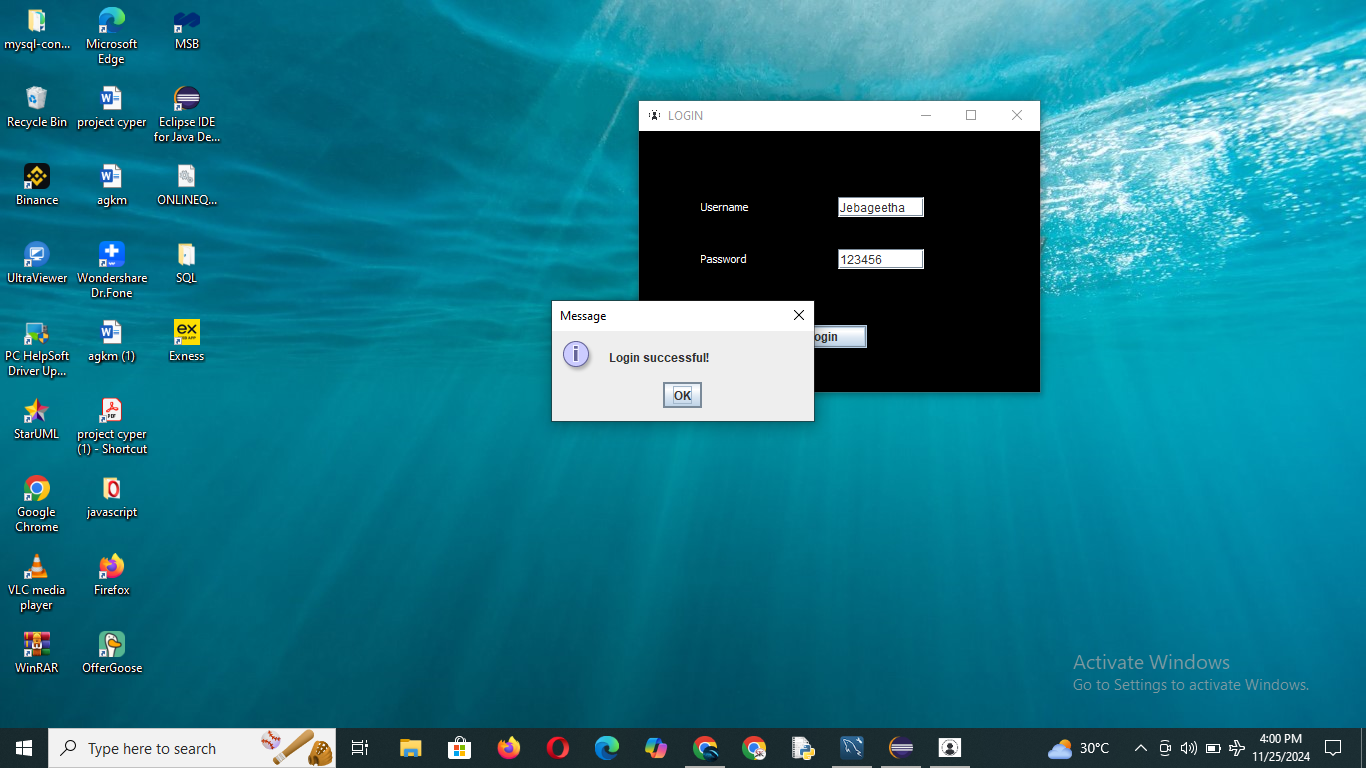 mysql-con...
Microsoft
Edge
MSB
Recycle Bin
project cyper
Eclipse IDE
for Java De...
Binance
agkm
ONLINEQ...
UltraViewer
Wondershare
Dr.Fone
SQL
PC HelpSoft
Driver Up...
agkm (1)
ex
Exness
StarUML
PDF
project cyper
(1) - Shortcut
Google
Chrome
javascript
VLC media
player
Firefox
WinRAR
OfferGoose
LOGIN
Username
Jebageetha
Password
123456
ogin
Message
Login successful!
OK
Activate Windows
Go to Settings to activate Windows.
Type here to search
30°C
4:00 PM
11/25/2024